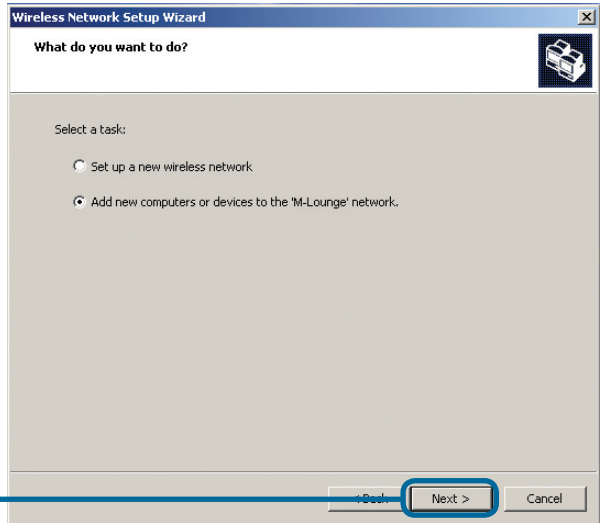 Wireless Network Setup Wizard
What do you want to do?
Select a task:
Set up a new wireless network
Add new computers or devices to the 'M-Lounge' network.
< Back Next > Cancel